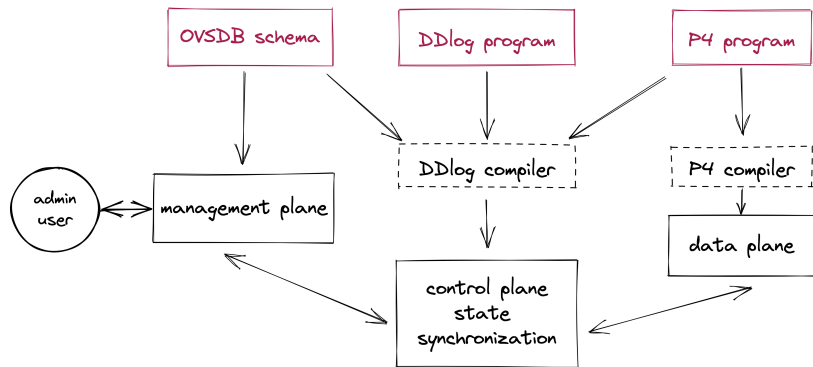 OVSDB schema
DDlog program
P4 program
DDlog compiler
P4 compiler
admin
user
management plane
data plane
control plane
state
synchronization